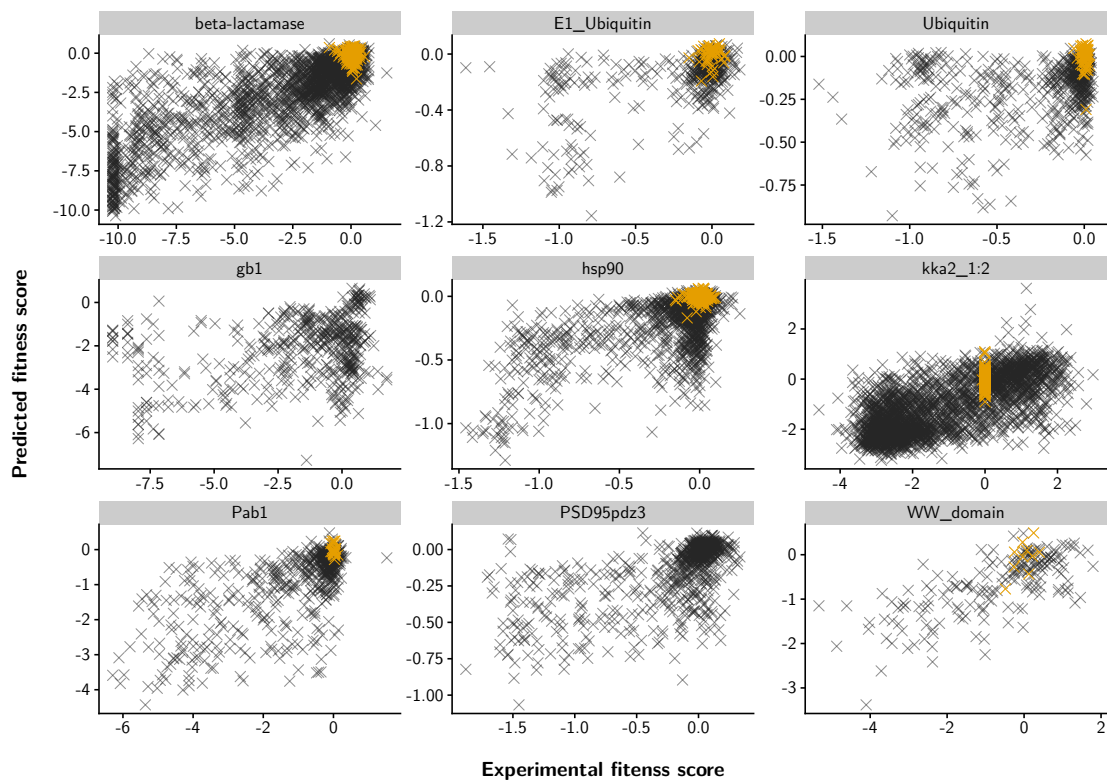 beta-lactamase E1_Ubiquitin Ubiquitin
0.0 -2.5 -5.0 -7.5 -10.0
0.0 -0.4 -0.8 -1.2
0.00 -0.25 -0.50 -0.75
-10.0 -7.5 -5.0 -2.5 0.0
-1.5 -1.0 -0.5 0.0
-1.5 -1.0 -0.5 0.0
gb1 hsp90 kka2_1:2
Predicted fitness score
0 -2 -4 -6
0.0 -0.5 -1.0
2 0 -2
-7.5 -5.0 -2.5 0.0
-1.5 -1.0 -0.5 0.0
-4 -2 0 2
Pab1 PSD95pdz3 WW_domain
0 -1 -2 -3 -4
0.00 -0.25 -0.50 -0.75 -1.00
0 -1 -2 -3
-6 -4 -2 0
-1.5 -1.0 -0.5 0.0
-4 -2 0 2
Experimental fitenss score